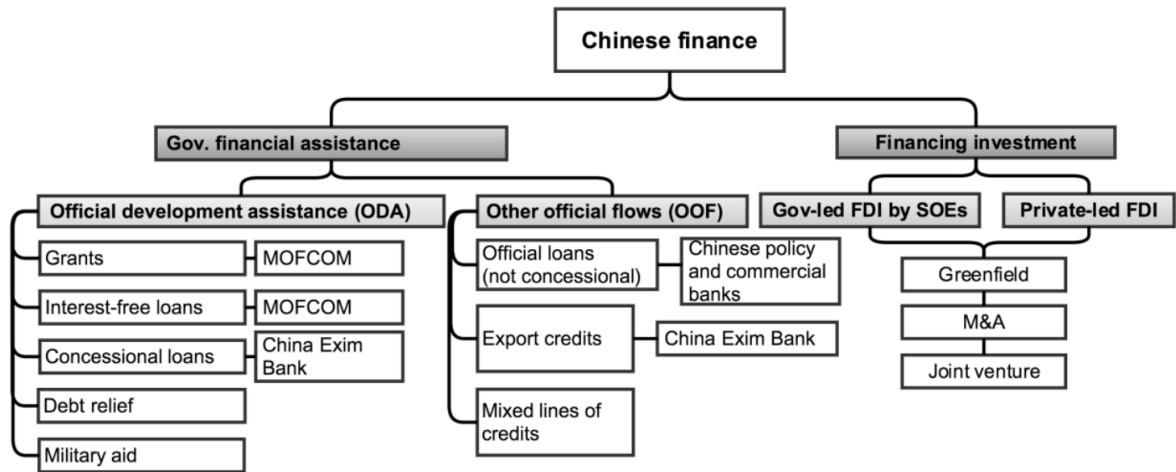 Chinese finance
Gov. financial assistance
Financing investment
Official development assistance (ODA)
Other official flows (OOF)
Gov-led FDI by SOEs
Private-led FDI
Grants
MOFCOM
Interest-free loans
MOFCOM
Concessional loans
China Exim
Bank
Debt relief
Military aid
Official loans
(not concessional)
Chinese policy
and commercial
banks
Export credits
China Exim Bank
Mixed lines of
credits
Greenfield
M&A
Joint venture